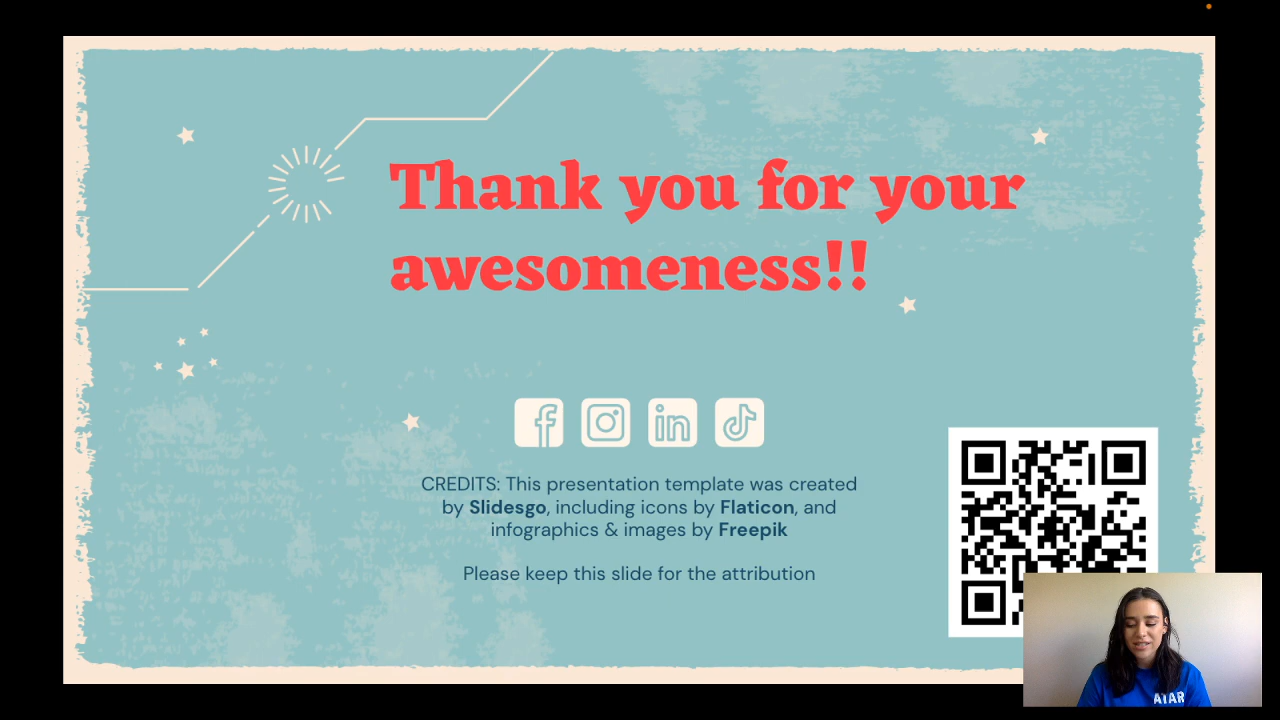 Thank you for your
awesomeness!!
CREDITS: This presentation template was created
by Slidesgo, including icons by Flaticon, and
infographics & images by Freepik
Please keep this slide for the attribution
ATAR